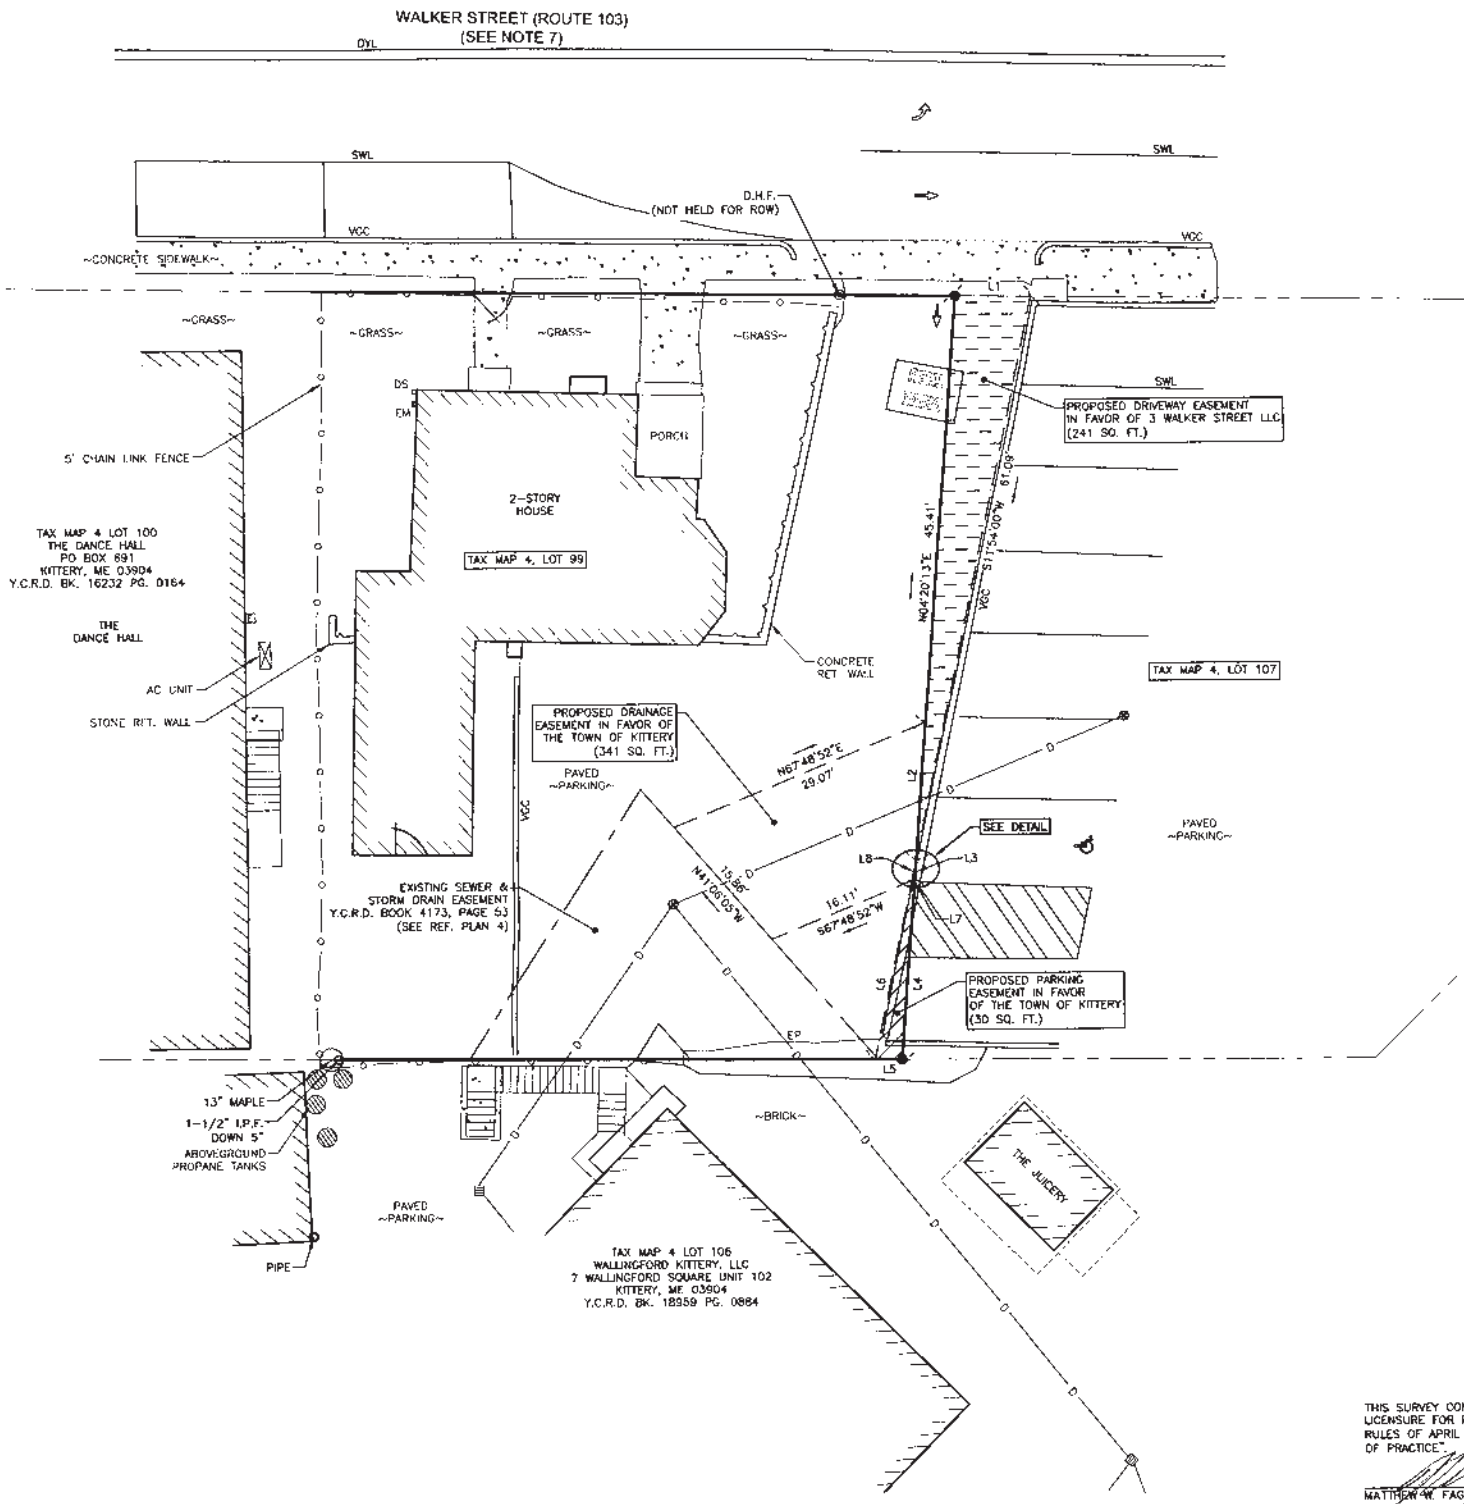 WALKER STREET (ROUTE 103)
(SEE NOTE 7)
DYL
SWL
SWL
D.H.F.
(NOT HELD FOR ROW)
VGC
VGC
~CONCRETE SIDEWALK~
L1
~GRASS~
~GRASS~
~GRASS~
~GRASS~
DS
EM
SWL
PROPOSED DRIVEWAY EASEMENT
IN FAVOR OF 3 WALKER STREET LLC
(241 SQ. FT.)
PORCH
5' CHAIN LINK FENCE
2-STORY
HOUSE
TAX MAP 4, LOT 99
N04°20'13"E 45.41'
S11°54'00"W 61.09'
VGC
TAX MAP 4 LOT 100
THE DANCE HALL
PO BOX 691
KITTERY, ME 03904
Y.C.R.D. BK. 16232 PG. 0164
THE
DANCE HALL
CONCRETE
RET WALL
TAX MAP 4, LOT 107
AC UNIT
STONE RET. WALL
PROPOSED DRAINAGE
EASEMENT IN FAVOR OF
THE TOWN OF KITTERY
(341 SQ. FT.)
N67°48'52"E
29.07'
D
PAVED
~PARKING~
L2
D
VGC
D
SEE DETAIL
PAVED
~PARKING~
L8
L3
D
15.86'
N41°06'05"W
EXISTING SEWER &
STORM DRAIN EASEMENT
Y.C.R.D. BOOK 4173, PAGE 53
(SEE REF. PLAN 4)
16.11'
S67°48'52"W
L7
D
D
L6
L4
PROPOSED PARKING
EASEMENT IN FAVOR
OF THE TOWN OF KITTERY
(30 SQ. FT.)
EP
D
D
L5
13" MAPLE
1-1/2" I.P.F.
DOWN 5"
ABOVEGROUND
PROPANE TANKS
~BRICK~
D
D
THE JUICERY
PAVED
~PARKING~
D
PIPE
TAX MAP 4 LOT 106
WALLINGFORD KITTERY, LLC
7 WALLINGFORD SQUARE UNIT 102
KITTERY, ME 03904
Y.C.R.D. BK. 18959 PG. 0864
D
D
THIS SURVEY CO
LICENSURE FOR
RULES OF APRIL
OF PRACTICE".
MATTHEW W. FAG